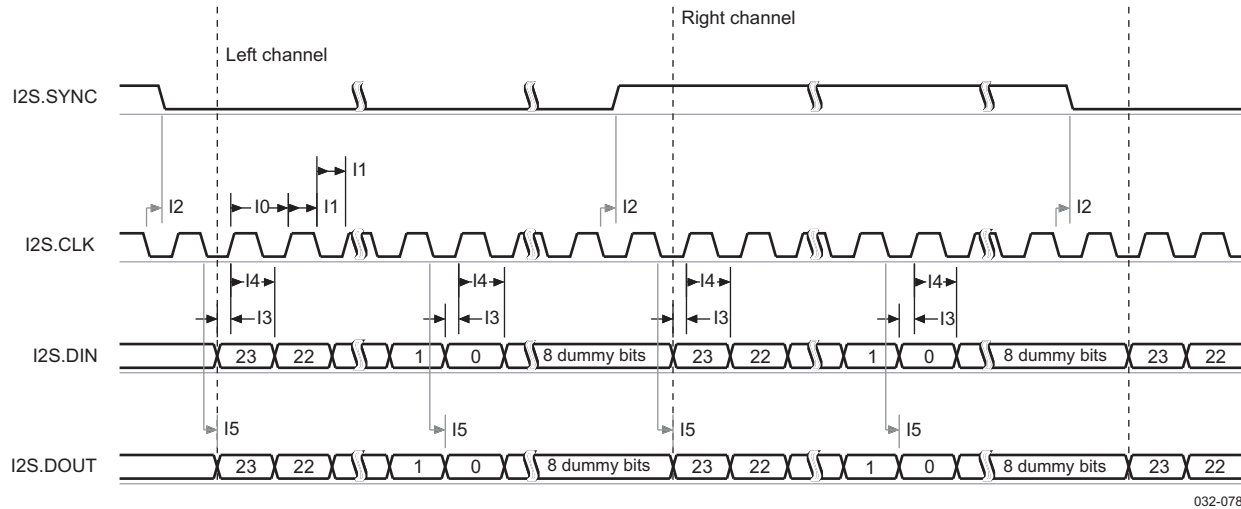 Right channel
Left channel
I2S.SYNC
I1
I2 I0 I1 I2 I2
I2S.CLK
I4 I4 I4 I4
I3 I3 I3 I3
I2S.DIN 23 22 1 0 8 dummy bits 23 22 1 0 8 dummy bits 23 22
I5 I5 I5 I5
I2S.DOUT 23 22 1 0 8 dummy bits 23 22 1 0 8 dummy bits 23 22
032-078